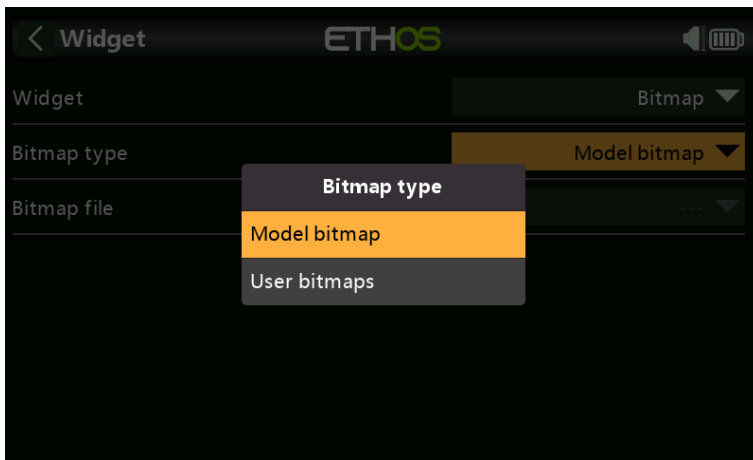 Widget
ETHOS
Widget
Bitmap
Bitmap type
Model bitmap
Bitmap type
Bitmap file
---
Model bitmap
User bitmaps